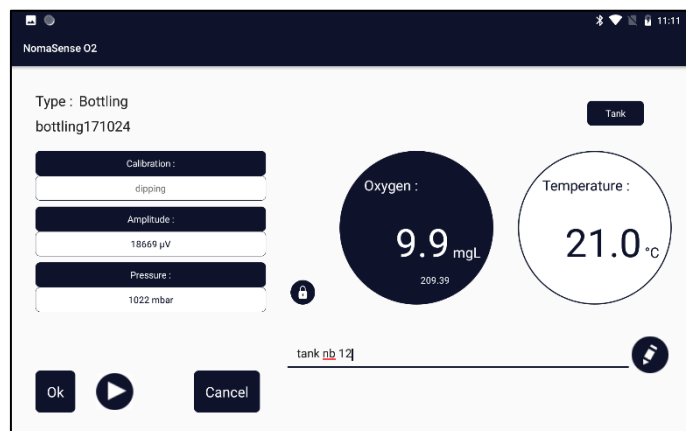 11:11
NomaSense O2
Type : Bottling
bottling171024
Tank
Calibration :
dipping
Amplitude :
18669 µV
Pressure :
1022 mbar
Oxygen :
9.9 mgL
209.39
Temperature :
21.0 °C
tank nb 12
Ok
Cancel